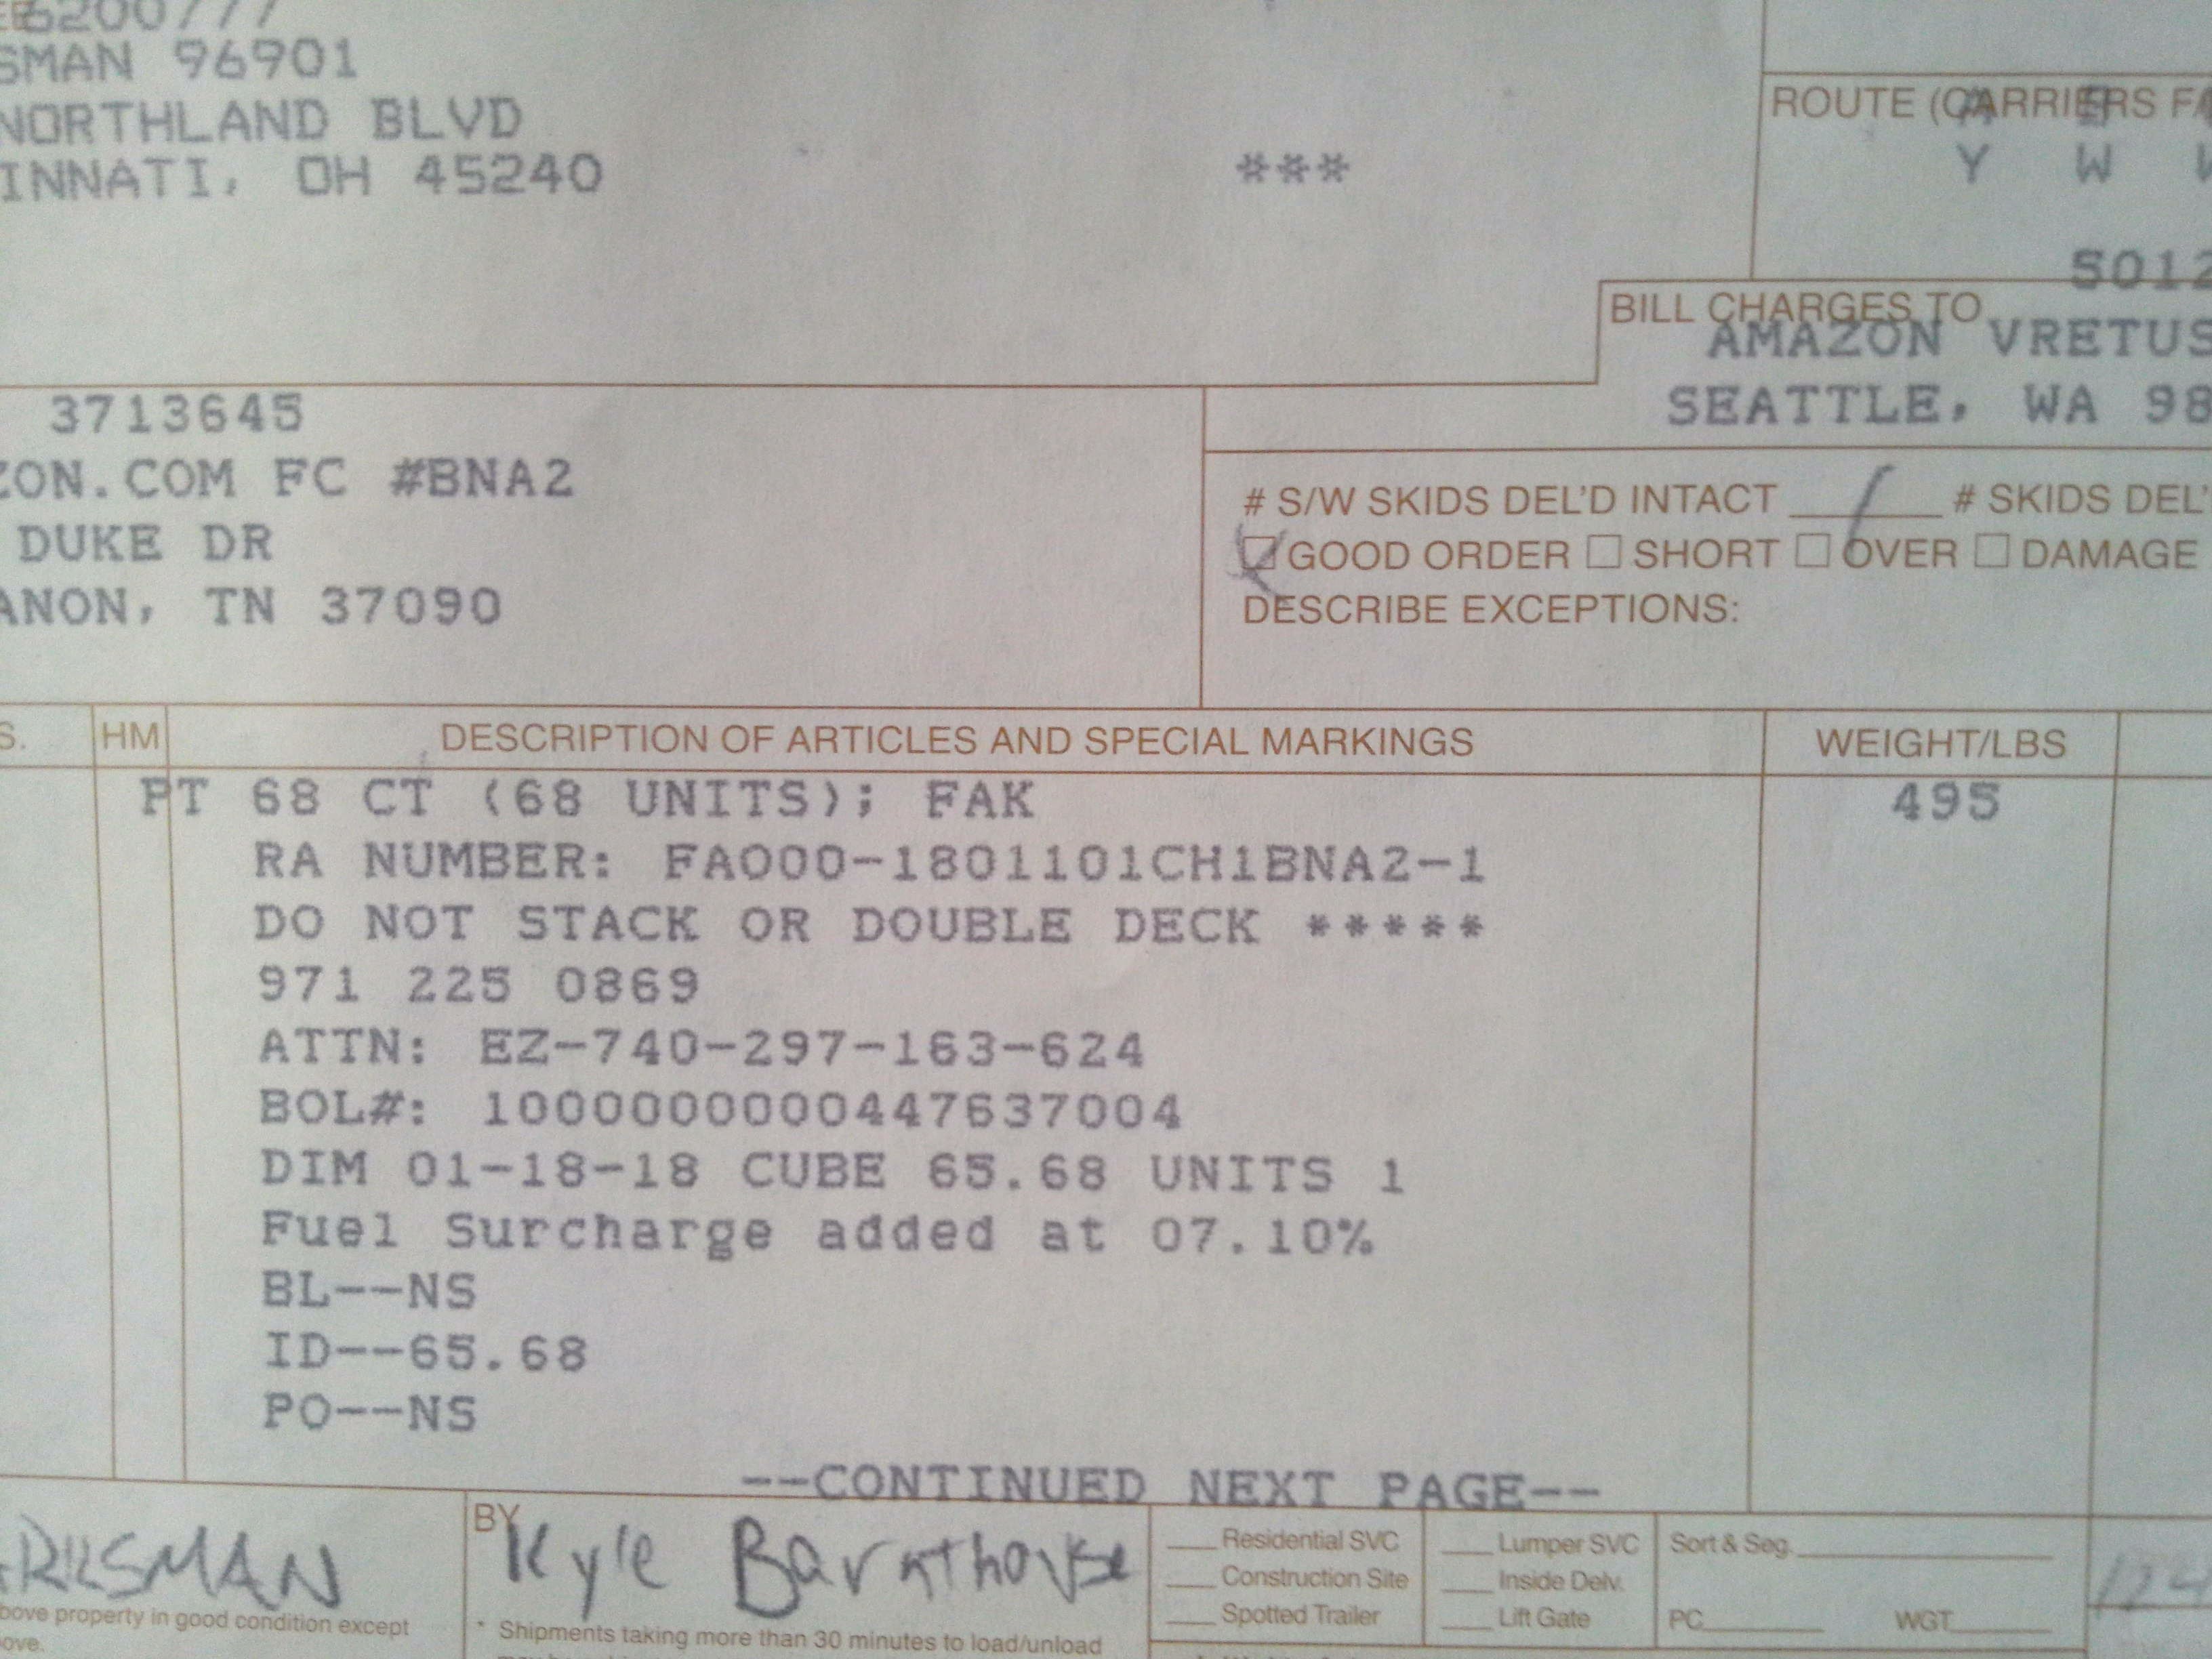 6200777
SMAN 96901
NORTHLAND BLVD
INNATI, OH 45240
***
ROUTE (CARRIERS FA
Y W
5012
BILL CHARGES TO
AMAZON VRETUS
SEATTLE, WA 98
3713645
ZON.COM FC #BNA2
DUKE DR
ANON, TN 37090
# S/W SKIDS DEL'D INTACT 1 # SKIDS DEL'
GOOD ORDER SHORT OVER DAMAGE
DESCRIBE EXCEPTIONS:
S. HM DESCRIPTION OF ARTICLES AND SPECIAL MARKINGS WEIGHT/LBS
PT 68 CT (68 UNITS); FAK 495
RA NUMBER: FA000-1801101CH1BNA2-1
DO NOT STACK OR DOUBLE DECK *****
971 225 0869
ATTN: EZ-740-297-163-624
BOL#: 1000000000447637004
DIM 01-18-18 CUBE 65.68 UNITS 1
Fuel Surcharge added at 07.10%
BL--NS
ID--65.68
PO--NS
--CONTINUED NEXT PAGE--
ARKSMAN
bove property in good condition except
ove.
BY Kyle Barnthouse
* Shipments taking more than 30 minutes to load/unload
Residential SVC
Construction Site
Spotted Trailer
Lumper SVC
Inside Delv.
Lift Gate
Sort & Seg.
PC WGT